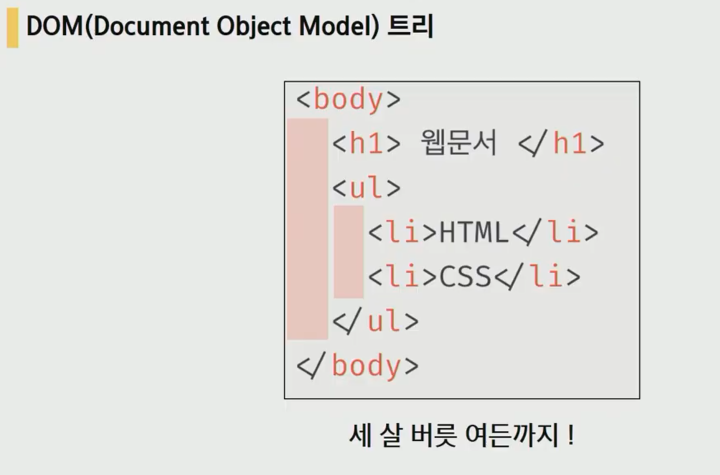 DOM(Document Object Model) 트리
<body>
<h1> 웹문서 </h1>
<ul>
<li>HTML</li>
<li>CSS</li>
</ul>
</body>
세 살 버릇 여든까지 !